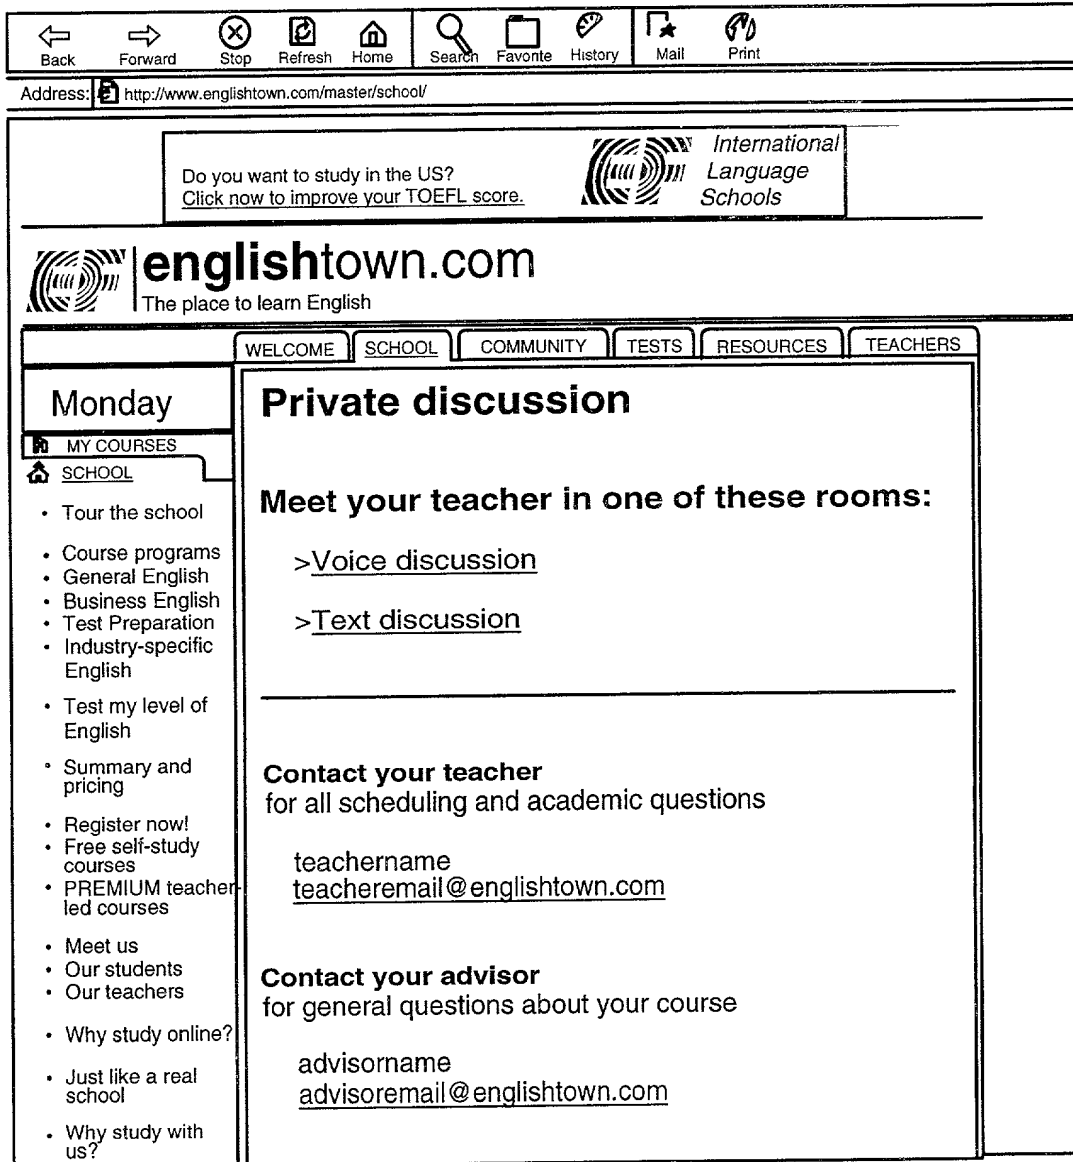 Back Forward Stop Refresh Home Search Favorite History Mail Print
Address: http://www.englishtown.com/master/school/
Do you want to study in the US?
Click now to improve your TOEFL score.
International
Language
Schools
englishtown.com
The place to learn English
WELCOME SCHOOL COMMUNITY TESTS RESOURCES TEACHERS
Monday
MY COURSES
SCHOOL
• Tour the school
• Course programs
• General English
• Business English
• Test Preparation
• Industry-specific
English
• Test my level of
English
• Summary and
pricing
• Register now!
• Free self-study
courses
• PREMIUM teacher-
led courses
• Meet us
• Our students
• Our teachers
• Why study online?
• Just like a real
school
• Why study with
us?
Private discussion
Meet your teacher in one of these rooms:
>Voice discussion
>Text discussion
Contact your teacher
for all scheduling and academic questions
teachername
teacheremail@englishtown.com
Contact your advisor
for general questions about your course
advisorname
advisoremail@englishtown.com